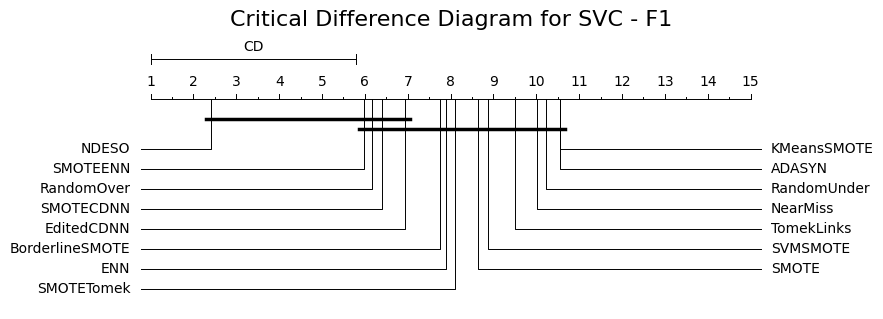 Critical Difference Diagram for SVC - F1
CD
1 2 3 4 5 6 7 8 9 10 11 12 13 14 15
NDESO KMeansSMOTE
SMOTEENN ADASYN
RandomOver RandomUnder
SMOTECDNN NearMiss
EditedCDNN TomekLinks
BorderlineSMOTE SVMSMOTE
ENN SMOTE
SMOTETomek